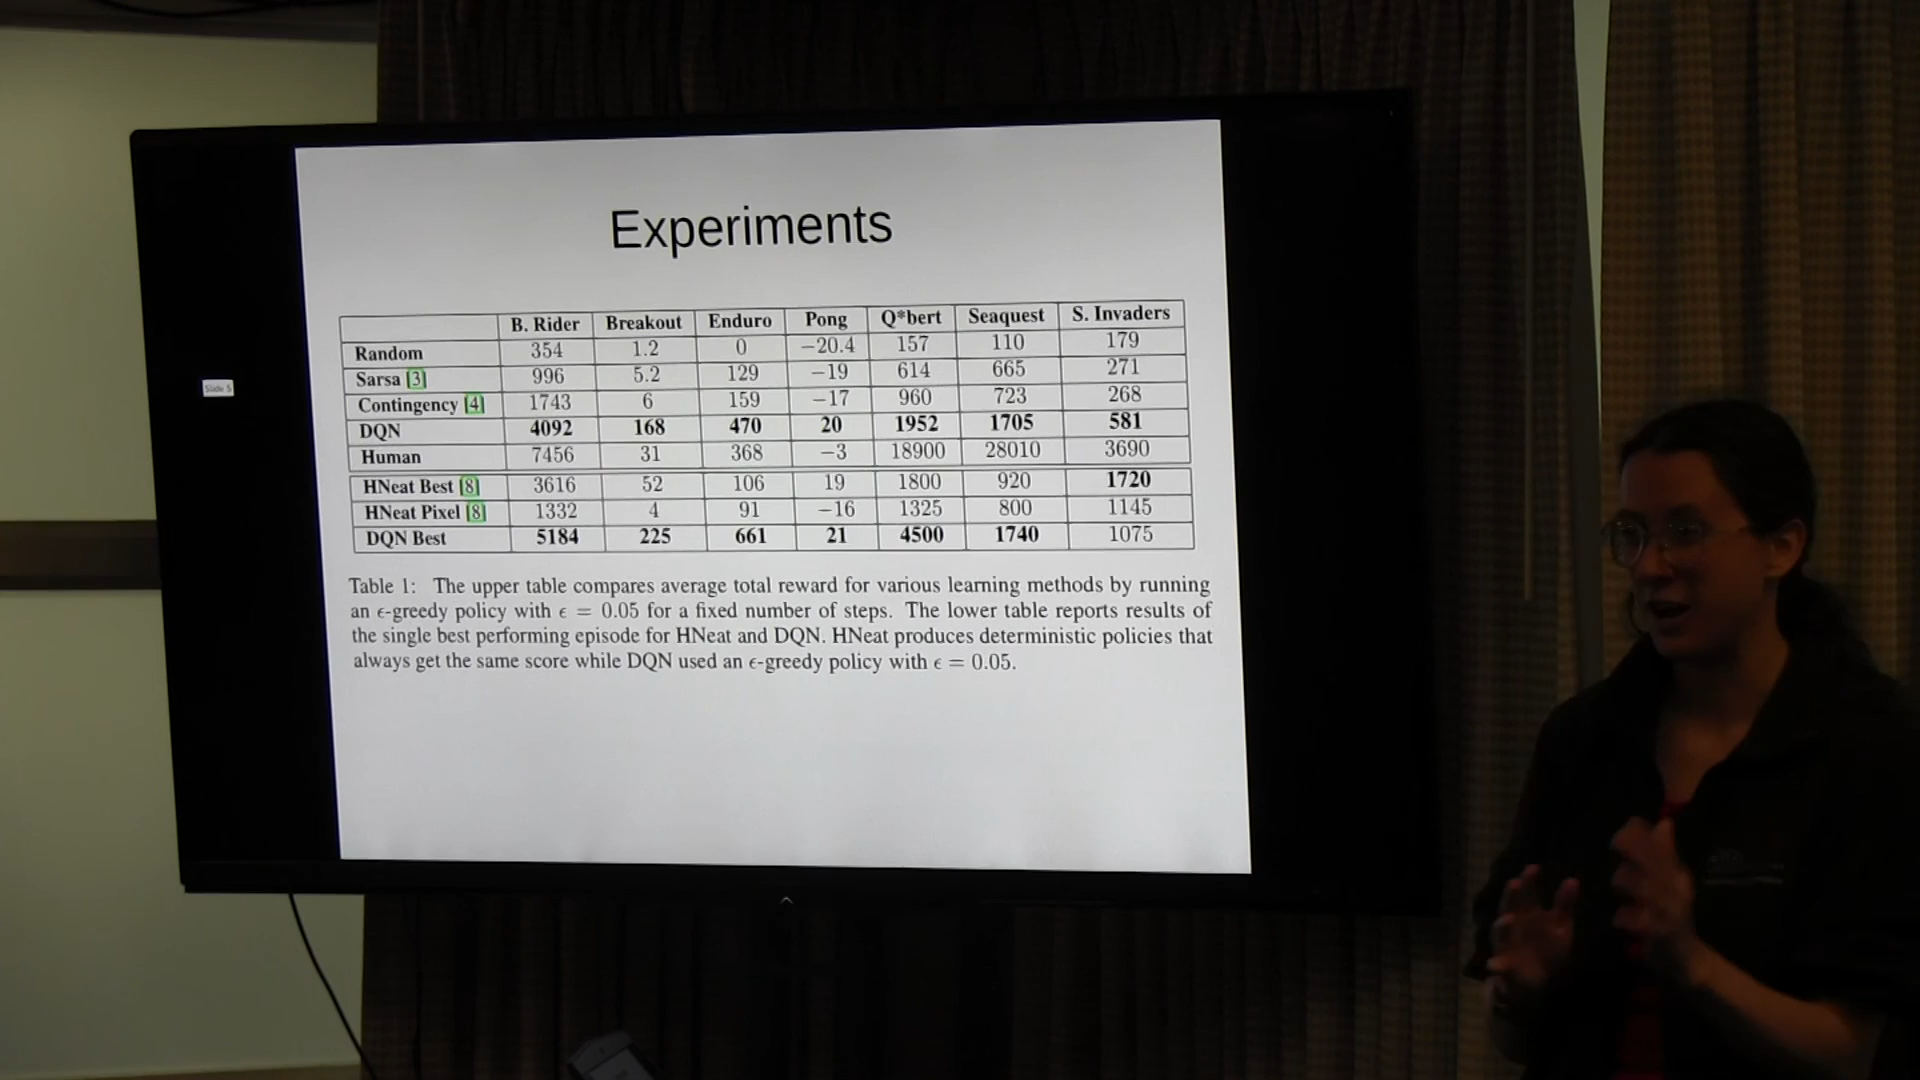 Experiments
B. Rider Breakout Enduro Pong Q*bert Seaquest S. Invaders
Random 354 1.2 0 −20.4 157 110 179
Sarsa [3] 996 5.2 129 −19 614 665 271
Contingency [4] 1743 6 159 −17 960 723 268
DQN 4092 168 470 20 1952 1705 581
Human 7456 31 368 −3 18900 28010 3690
HNeat Best [8] 3616 52 106 19 1800 920 1720
HNeat Pixel [8] 1332 4 91 −16 1325 800 1145
DQN Best 5184 225 661 21 4500 1740 1075
Table 1: The upper table compares average total reward for various learning methods by running
an ϵ-greedy policy with ϵ = 0.05 for a fixed number of steps. The lower table reports results of
the single best performing episode for HNeat and DQN. HNeat produces deterministic policies that
always get the same score while DQN used an ϵ-greedy policy with ϵ = 0.05.
Slide 5